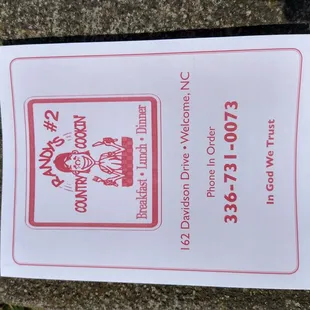 RANDY'S #2
COUNTRY COOKIN'
Breakfast • Lunch • Dinner
162 Davidson Drive • Welcome, NC
Phone In Order
336-731-0073
In God We Trust